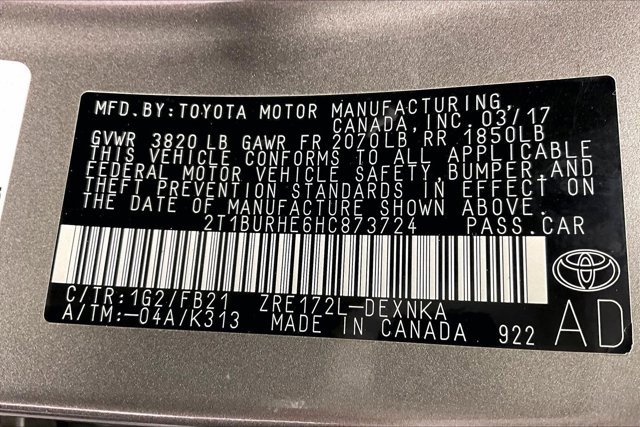 MFD.BY:TOYOTA MOTOR MANUFACTURING,
CANADA,INC. 03/17
GVWR 3820 LB GAWR FR 2070LB RR 1850LB
THIS VEHICLE CONFORMS TO ALL APPLICABLE
FEDERAL MOTOR VEHICLE SAFETY,BUMPER,AND
THEFT PREVENTION STANDARDS IN EFFECT ON
THE DATE OF MANUFACTURE SHOWN ABOVE.
2T1BURHE6HC873724 PASS.CAR
C/TR:1G2/FB21 ZRE172L-DEXNKA
A/TM:-04A/K313 MADE IN CANADA 922
AD